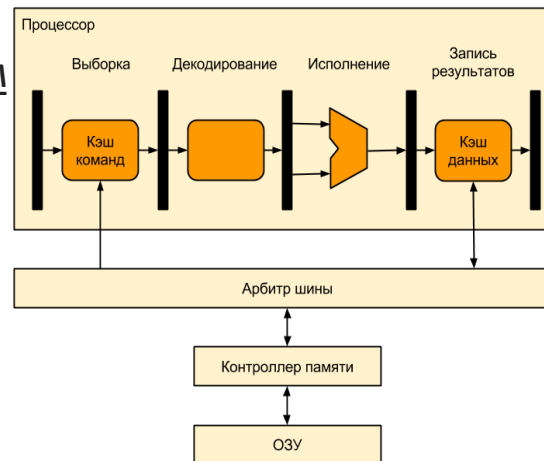 Процессор
Выборка
Декодирование
Исполнение
Запись
результатов
Кэш
команд
Кэш
данных
Арбитр шины
Контроллер памяти
ОЗУ